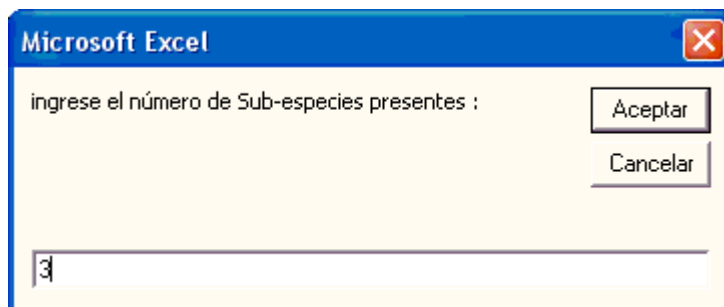 Microsoft Excel
ingrese el número de Sub-especies presentes :
Aceptar
Cancelar
3